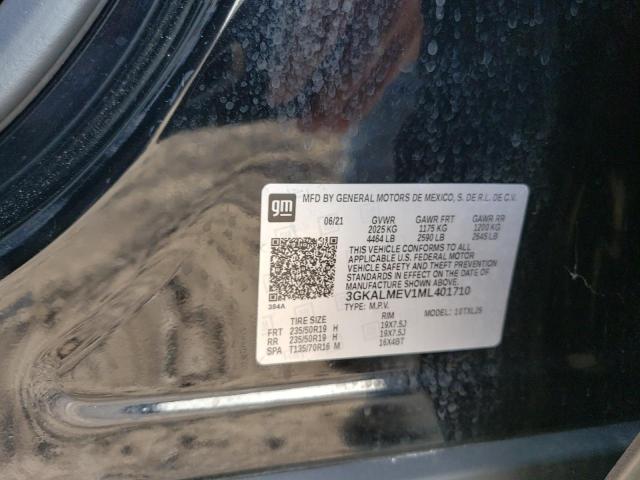 gm MFD BY GENERAL MOTORS DE MEXICO, S. DE R.L. DE C.V.
06/21 GVWR GAWR FRT GAWR RR
2025 KG 1175 KG 1200 KG
4464 LB 2590 LB 2645 LB
THIS VEHICLE CONFORMS TO ALL
APPLICABLE U.S. FEDERAL MOTOR
VEHICLE SAFETY AND BUMPER
STANDARDS IN EFFECT ON THE DATE OF
MANUFACTURE SHOWN ABOVE.
384A 3GKALMEV1ML401710
TYPE: M.P.V. MODEL: 1
TIRE SIZE RIM
FRT 235/50R19 H 19X7.5J
RR 235/50R19 H 19X7.5J
SPA T135/70R16 M 16X4BT